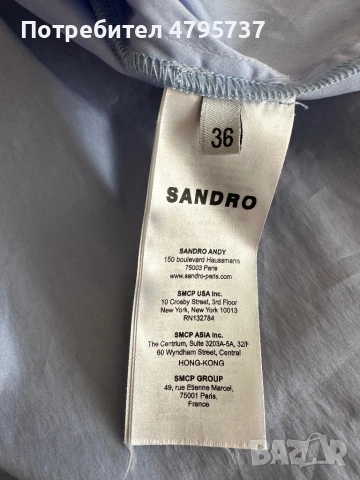 Потребител 4795737
36
SANDRO
SANDRO ANDY
150 boulevard Haussmann
75003 Paris
www.sandro-paris.com
SMCP USA Inc.
10 Crosby Street, 3rd Floor
New York, New York 10013
RN132784
SMCP ASIA Inc.
The Centrium, Suite 3203A-5A, 32/F
60 Wyndham Street, Central
HONG-KONG
SMCP GROUP
49, rue Etienne Marcel,
75001 Paris,
France
BAZAR